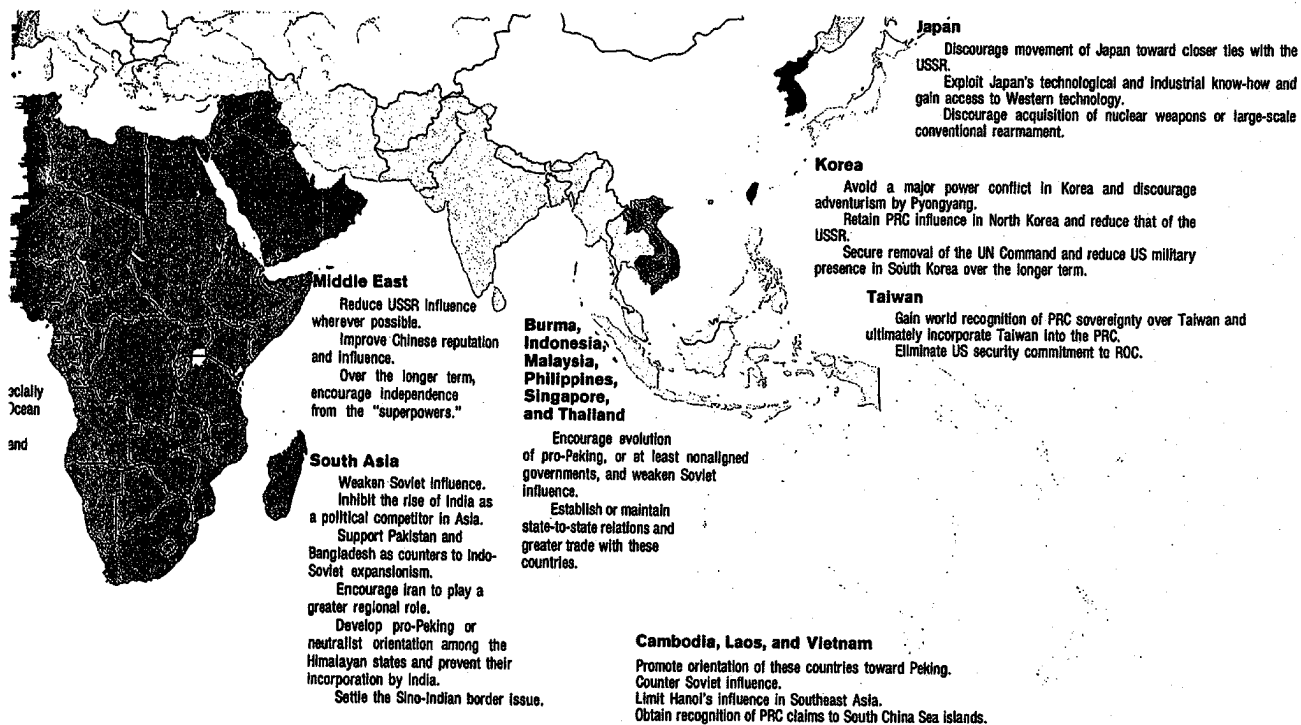 Japan
Discourage movement of Japan toward closer ties with the
USSR.
Exploit Japan's technological and industrial know-how and
gain access to Western technology.
Discourage acquisition of nuclear weapons or large-scale
conventional rearmament.
Korea
Avoid a major power conflict in Korea and discourage
adventurism by Pyongyang.
Retain PRC influence in North Korea and reduce that of the
USSR.
Secure removal of the UN Command and reduce US military
presence in South Korea over the longer term.
Taiwan
Gain world recognition of PRC sovereignty over Taiwan and
ultimately incorporate Taiwan into the PRC.
Eliminate US security commitment to ROC.
Middle East
Reduce USSR influence
wherever possible.
Improve Chinese reputation
and influence.
Over the longer term,
encourage independence
from the "superpowers."
Burma,
Indonesia,
Malaysia,
Philippines,
Singapore,
and Thailand
Encourage evolution
of pro-Peking, or at least nonaligned
governments, and weaken Soviet
influence.
Establish or maintain
state-to-state relations and
greater trade with these
countries.
ecially
Ocean
and
South Asia
Weaken Soviet influence.
Inhibit the rise of India as
a political competitor in Asia.
Support Pakistan and
Bangladesh as counters to Indo-
Soviet expansionism.
Encourage Iran to play a
greater regional role.
Develop pro-Peking or
neutralist orientation among the
Himalayan states and prevent their
incorporation by India.
Settle the Sino-Indian border issue.
Cambodia, Laos, and Vietnam
Promote orientation of these countries toward Peking.
Counter Soviet influence.
Limit Hanoi's influence in Southeast Asia.
Obtain recognition of PRC claims to South China Sea islands.